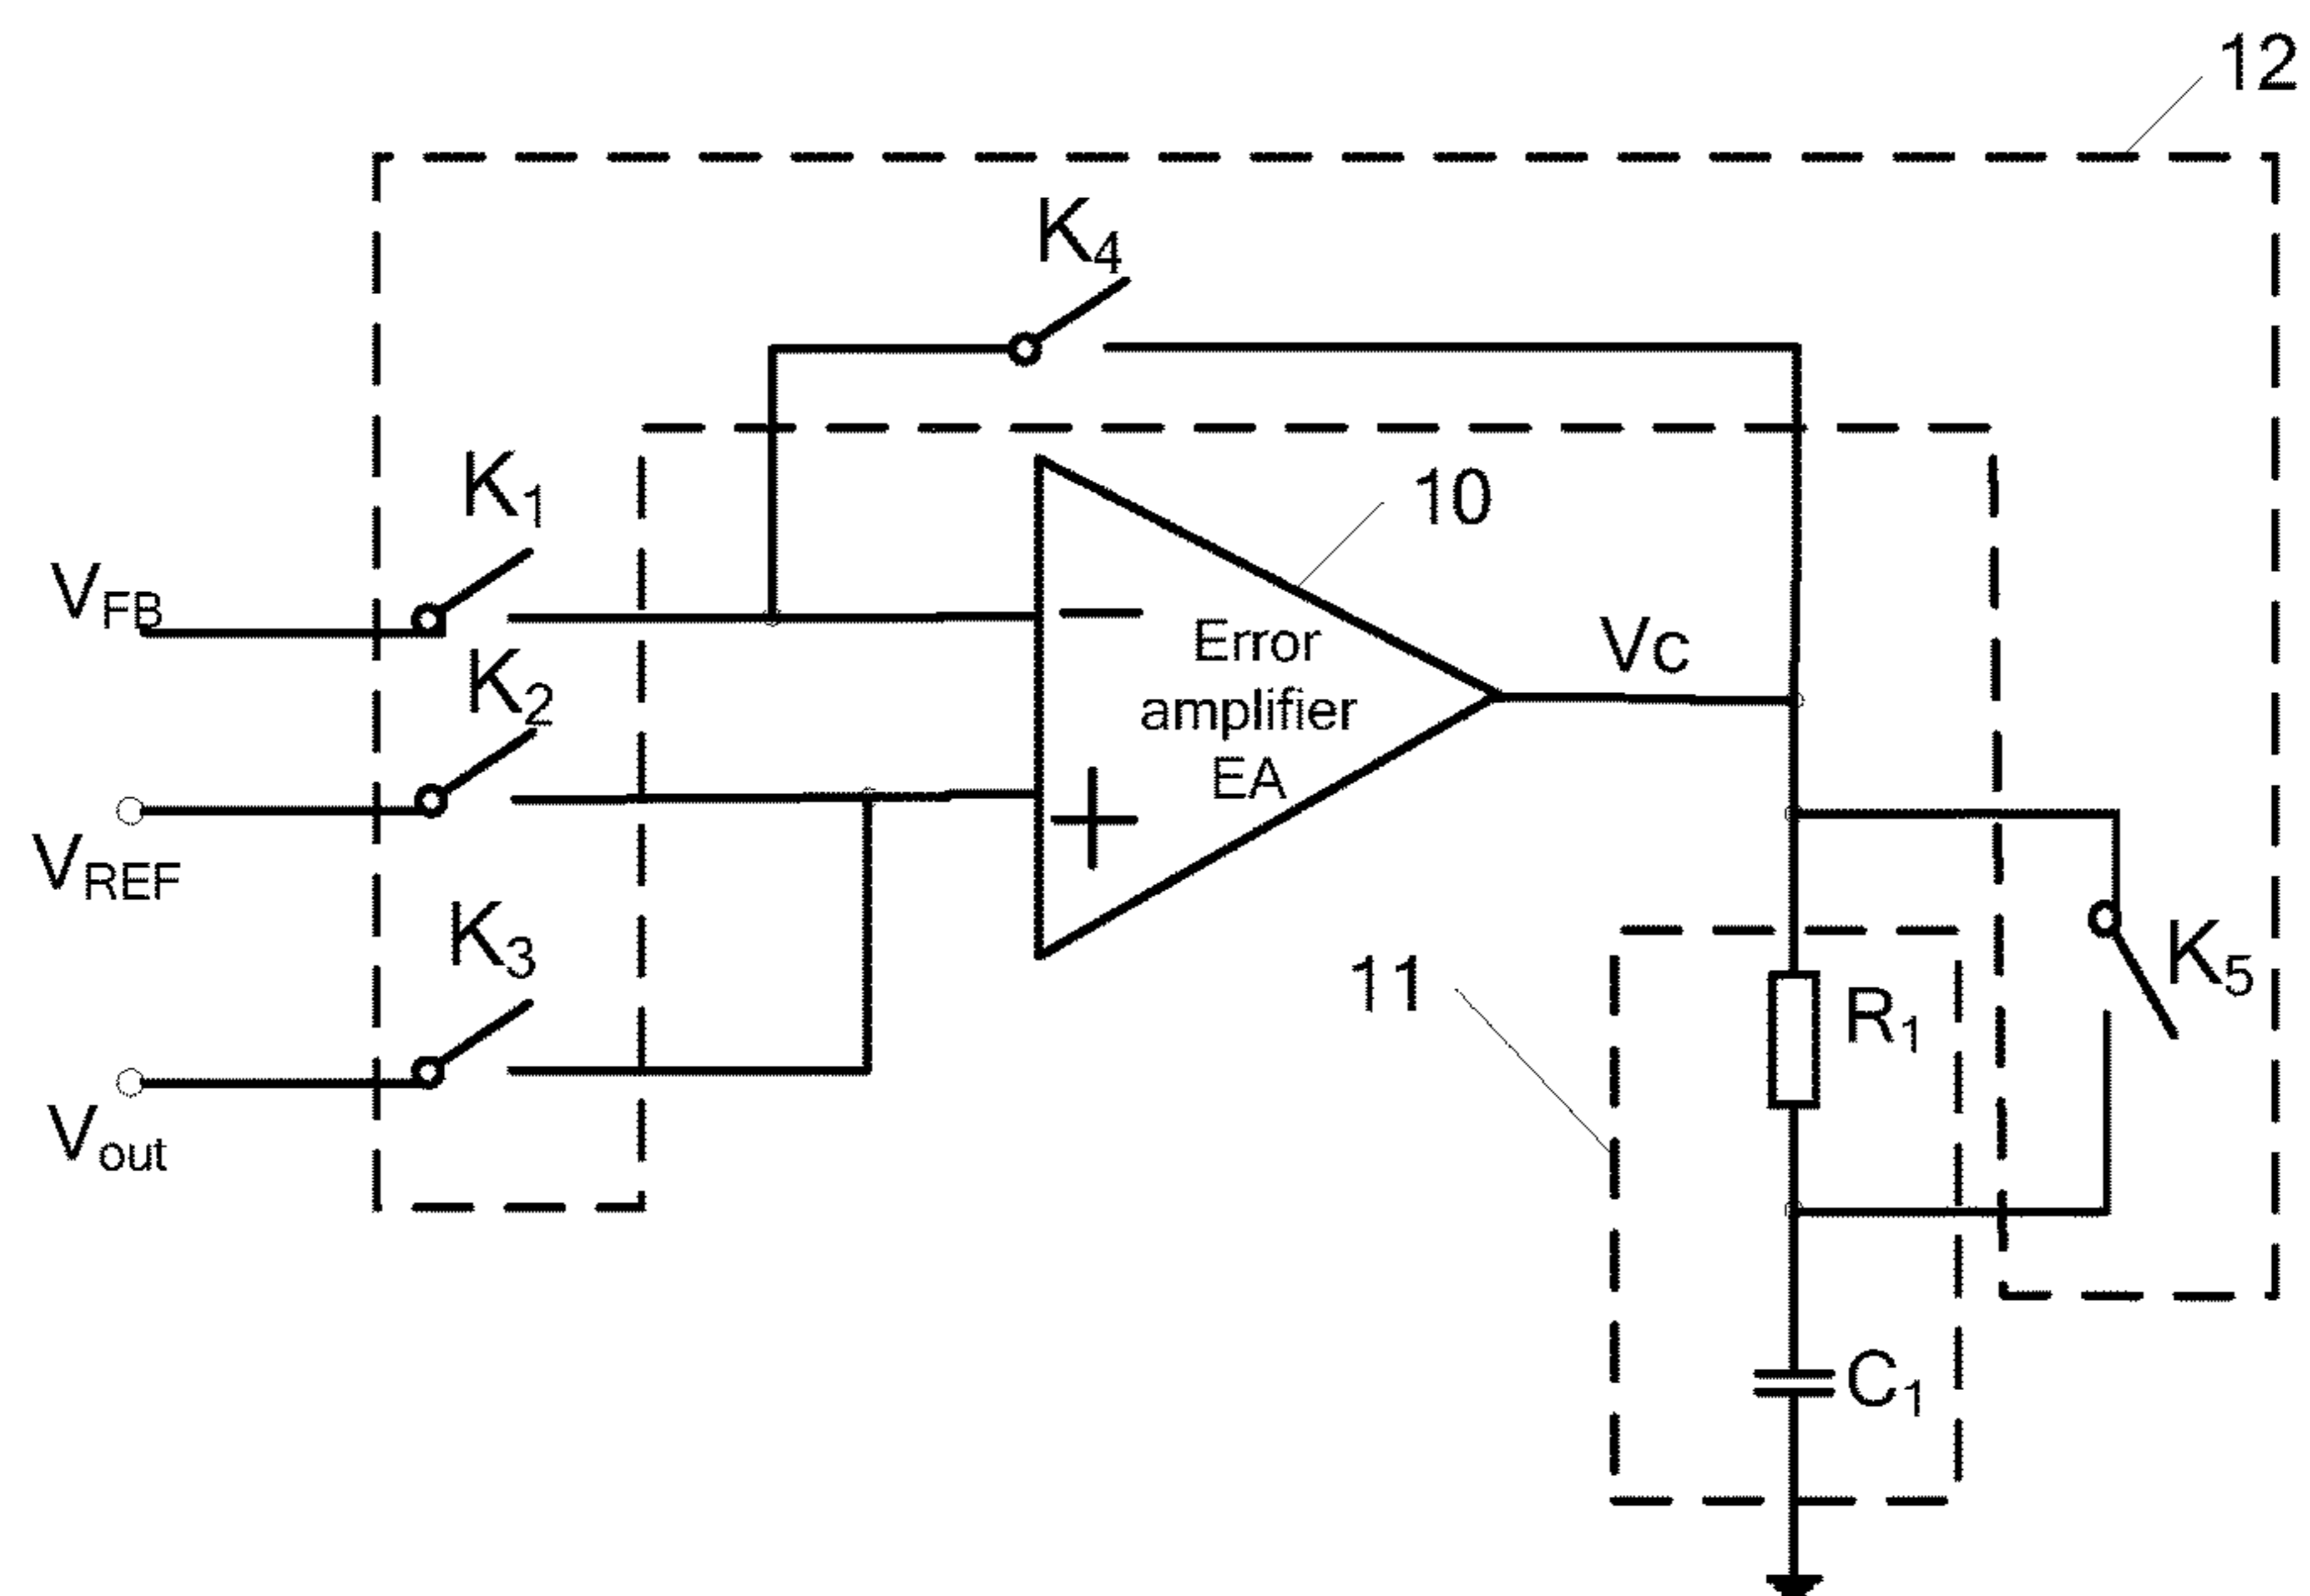 12
K4
K1
10
VFB
Error
amplifier
EA
Vc
K2
VREF
K3
11
R1
K5
Vout
C1